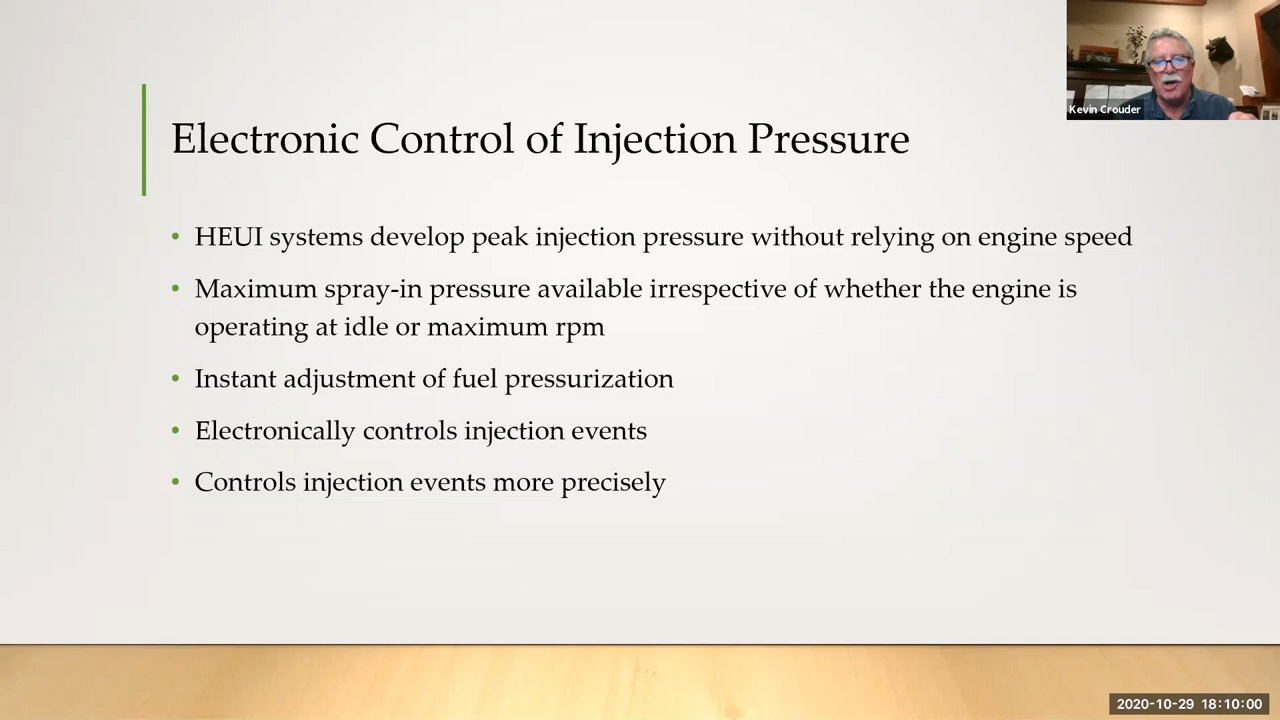 Kevin Crouder
Electronic Control of Injection Pressure
• HEUI systems develop peak injection pressure without relying on engine speed
• Maximum spray-in pressure available irrespective of whether the engine is
operating at idle or maximum rpm
• Instant adjustment of fuel pressurization
• Electronically controls injection events
• Controls injection events more precisely
2020-10-29 18:10:00